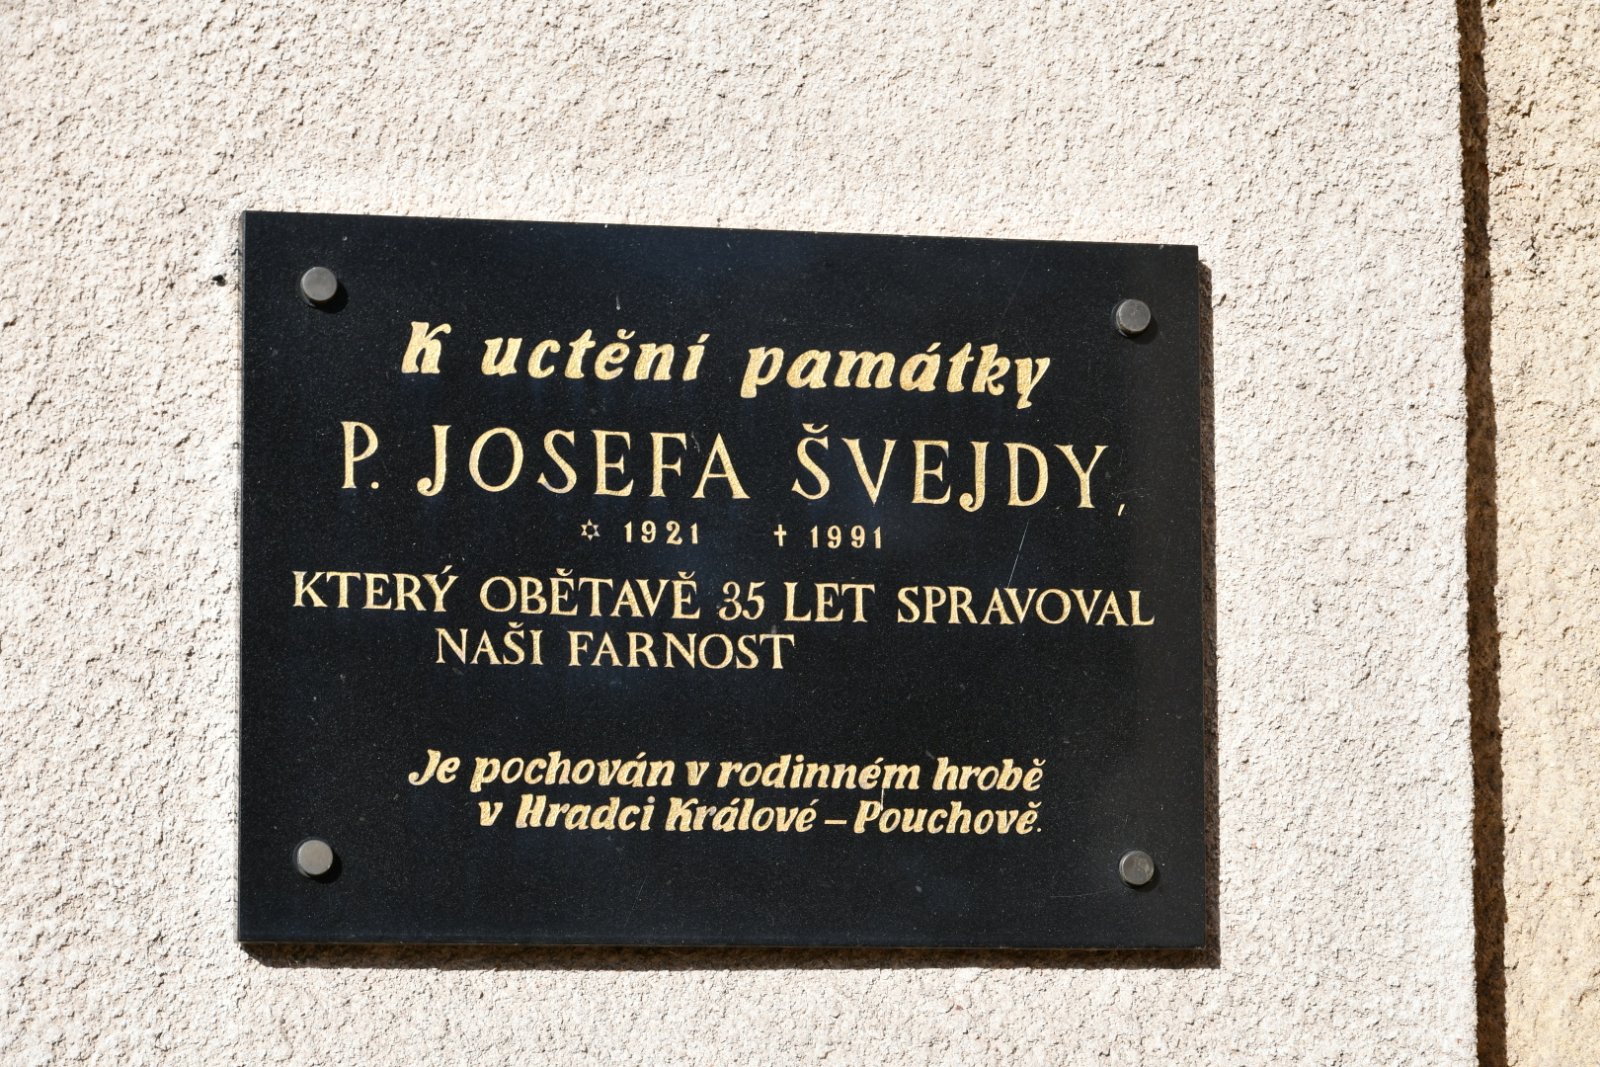 K uctění památky
P. JOSEFA ŠVEJDY,
✡ 1921 ✝ 1991
KTERÝ OBĚTAVĚ 35 LET SPRAVOVAL
NAŠI FARNOST
Je pochován v rodinném hrobě
v Hradci Králové – Pouchově.